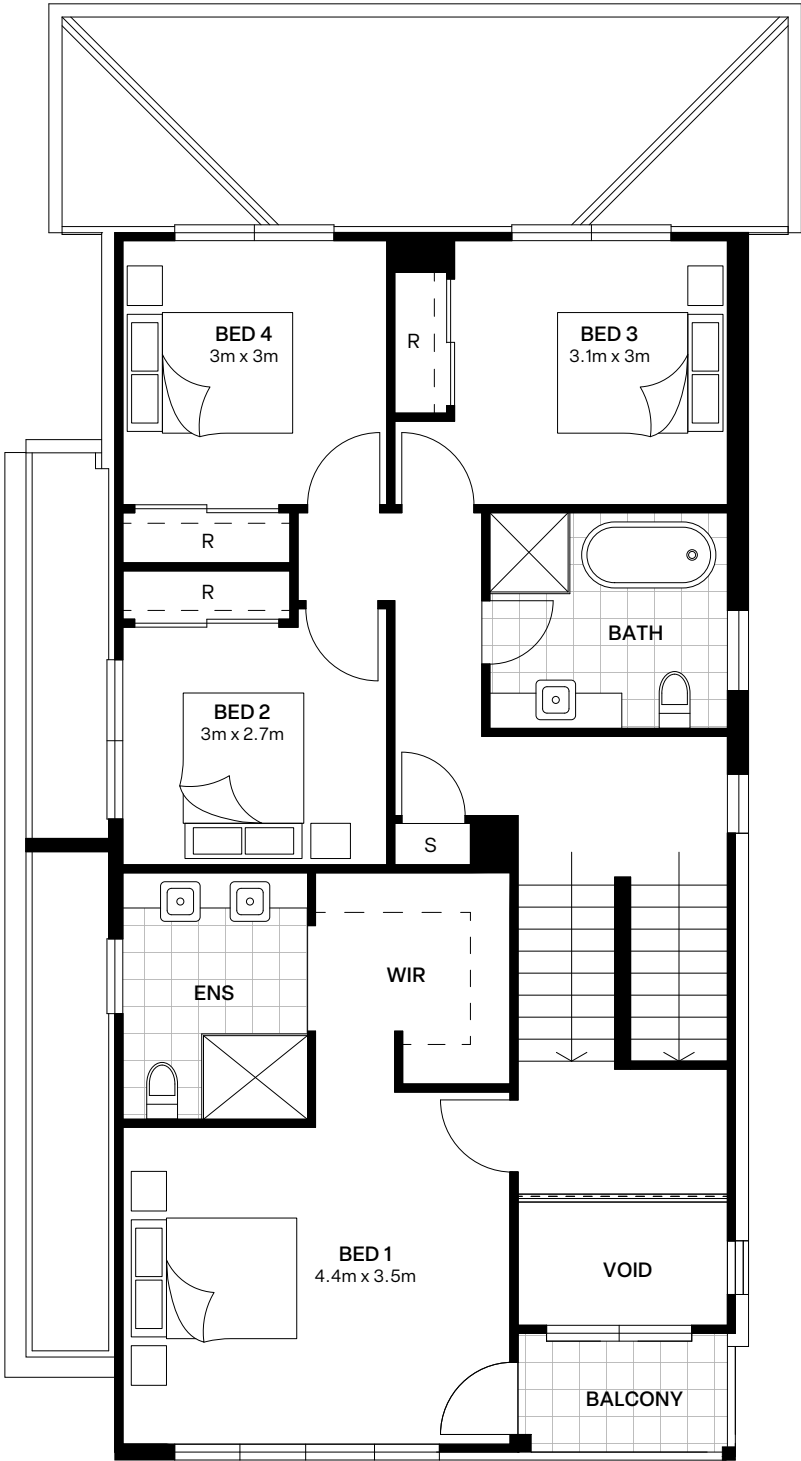 BED 4
3m x 3m
R
BED 3
3.1m x 3m
R
R
BATH
BED 2
3m x 2.7m
S
ENS
WIR
BED 1
4.4m x 3.5m
VOID
BALCONY